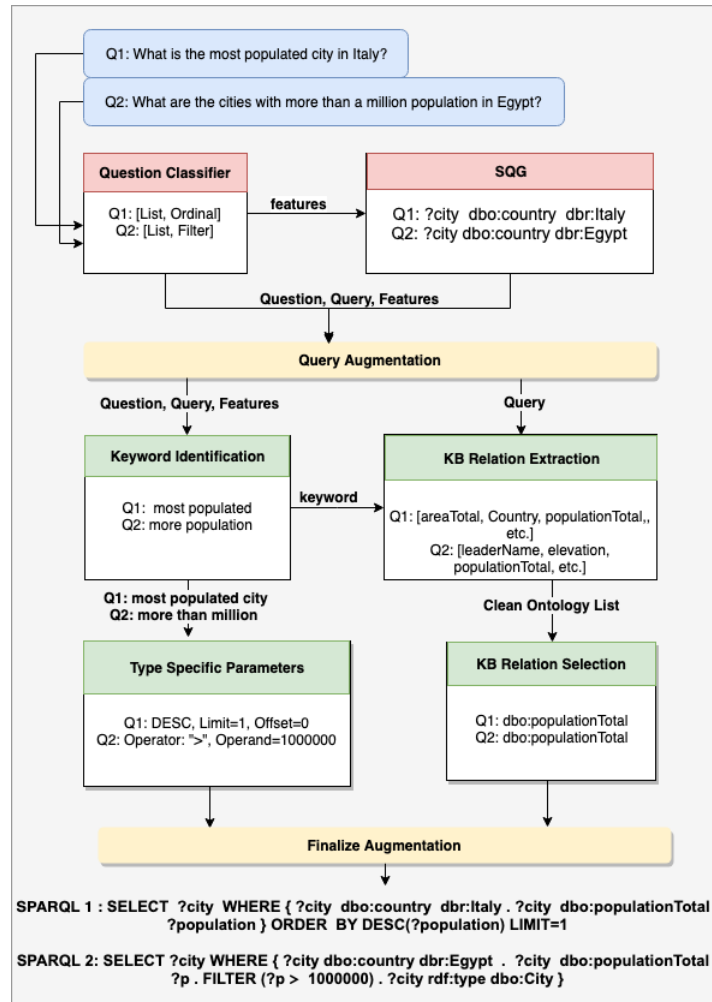 Q1: What is the most populated city in Italy?
Q2: What are the cities with more than a million population in Egypt?
Question Classifier
Q1: [List, Ordinal]
Q2: [List, Filter]
features
SQG
Q1: ?city dbo:country dbr:Italy
Q2: ?city dbo:country dbr:Egypt
Question, Query, Features
Query Augmentation
Question, Query, Features
Query
Keyword Identification
Q1: most populated
Q2: more population
keyword
KB Relation Extraction
Q1: [areaTotal, Country, populationTotal,,
etc.]
Q2: [leaderName, elevation,
populationTotal, etc.]
Q1: most populated city
Q2: more than million
Clean Ontology List
Type Specific Parameters
Q1: DESC, Limit=1, Offset=0
Q2: Operator: ">", Operand=1000000
KB Relation Selection
Q1: dbo:populationTotal
Q2: dbo:populationTotal
Finalize Augmentation
SPARQL 1 : SELECT ?city WHERE { ?city dbo:country dbr:Italy . ?city dbo:populationTotal
?population } ORDER BY DESC(?population) LIMIT=1
SPARQL 2: SELECT ?city WHERE { ?city dbo:country dbr:Egypt . ?city dbo:populationTotal
?p . FILTER (?p > 1000000) . ?city rdf:type dbo:City }